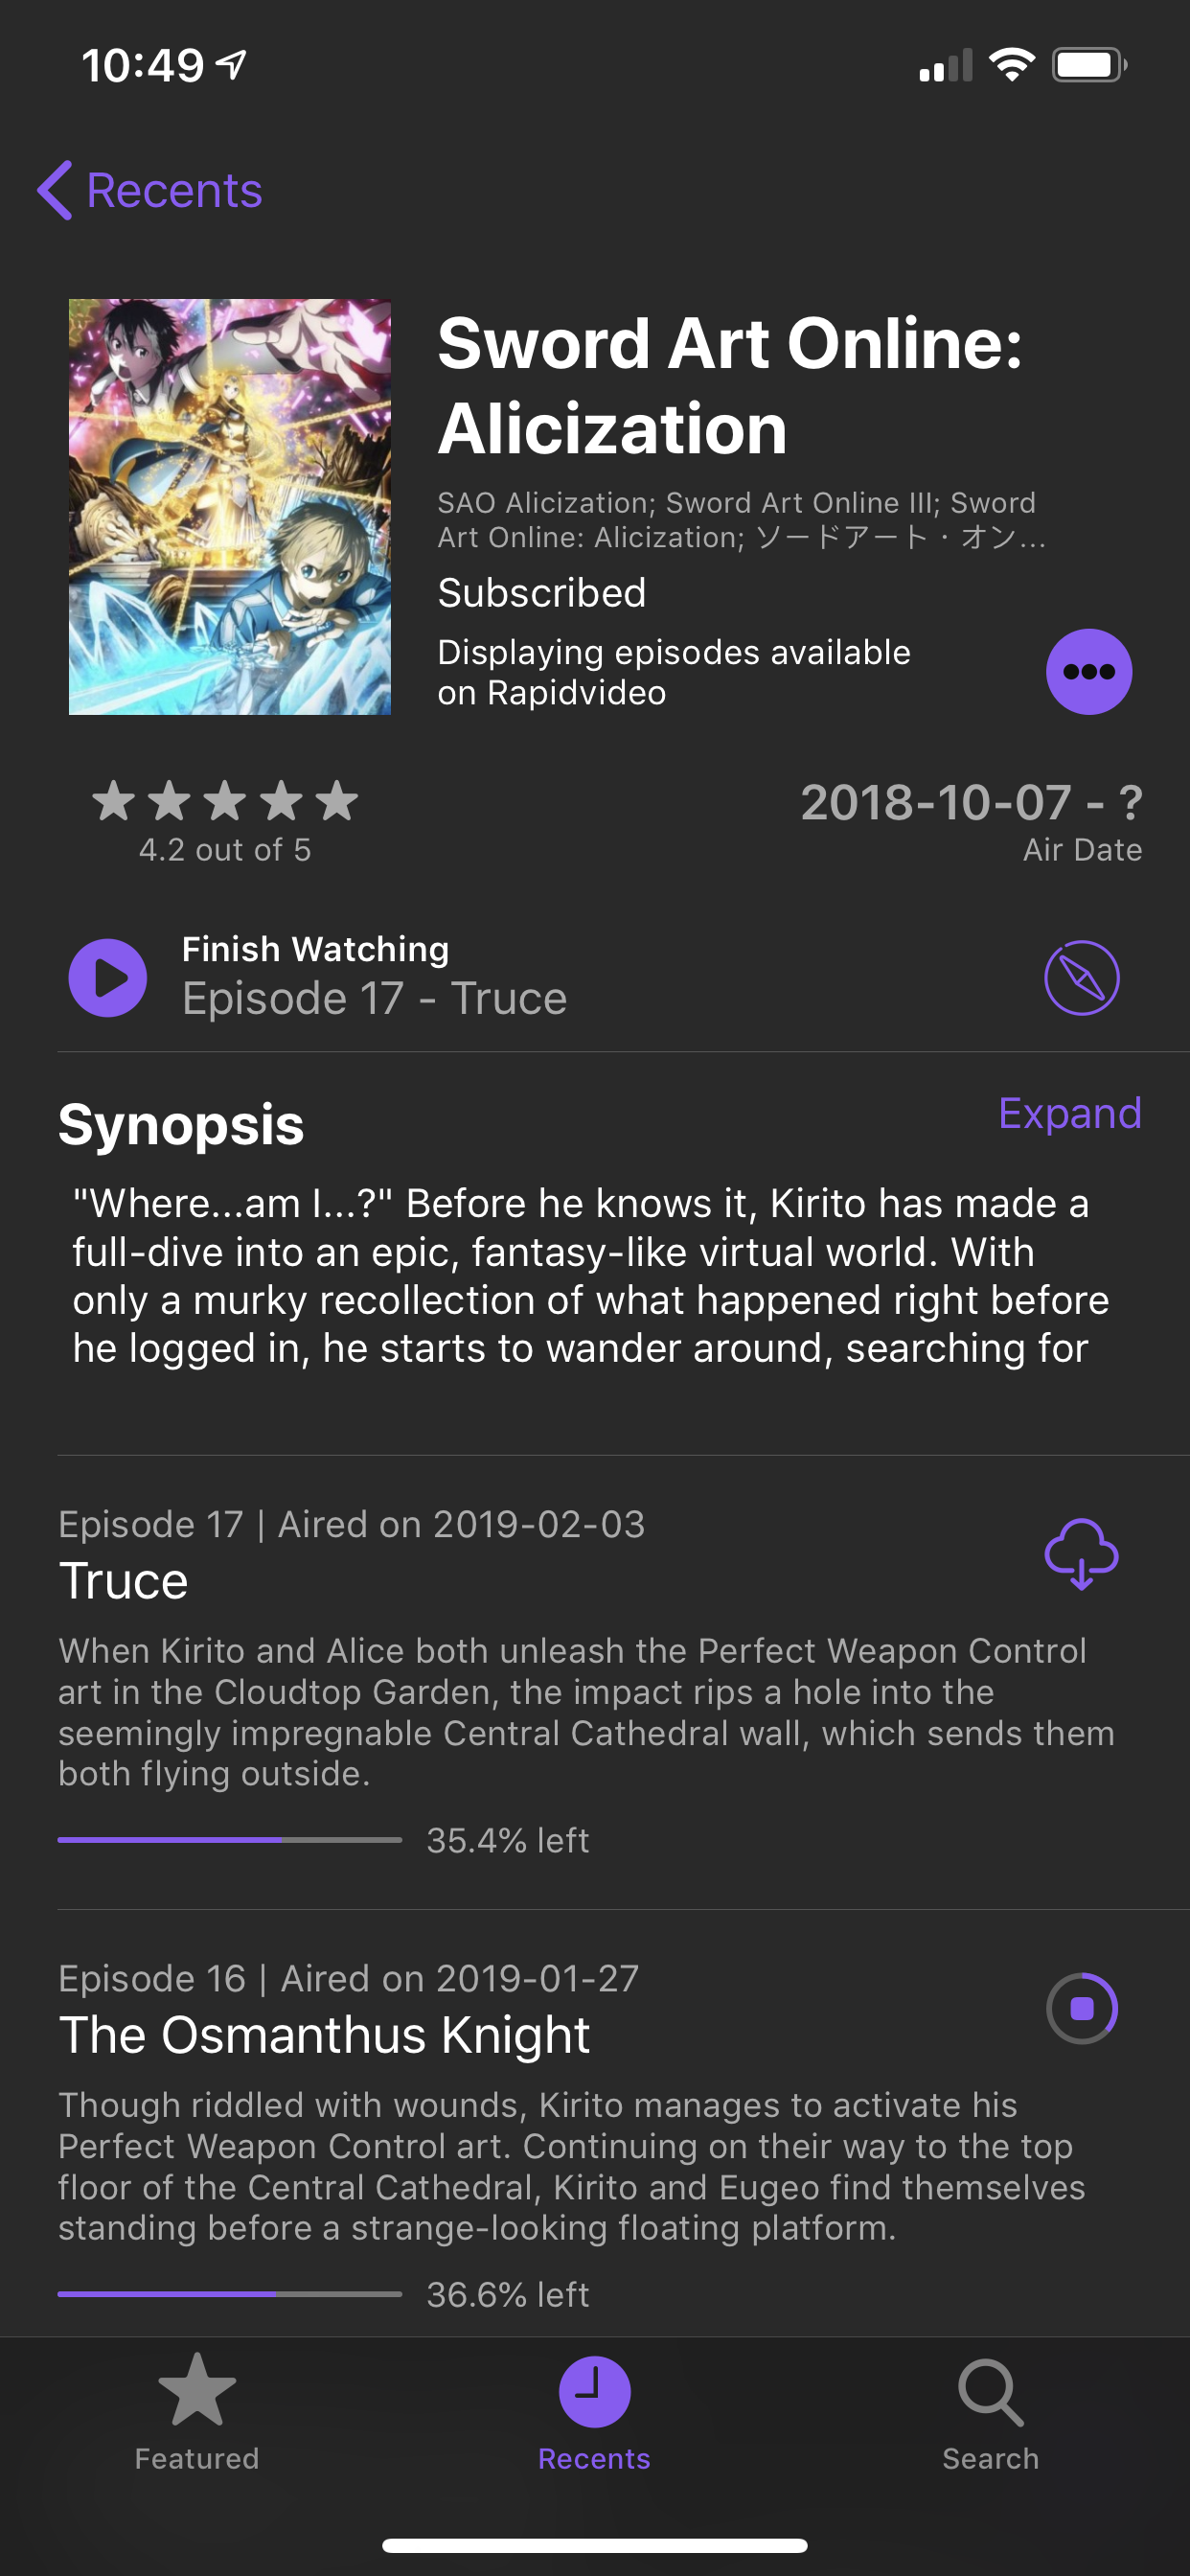 10:49
Recents
Sword Art Online:
Alicization
SAO Alicization; Sword Art Online III; Sword
Art Online: Alicization; ソードアート・オン...
Subscribed
Displaying episodes available
on Rapidvideo
4.2 out of 5
2018-10-07 - ?
Air Date
Finish Watching
Episode 17 - Truce
Synopsis
Expand
"Where...am I...?" Before he knows it, Kirito has made a
full-dive into an epic, fantasy-like virtual world. With
only a murky recollection of what happened right before
he logged in, he starts to wander around, searching for
Episode 17 | Aired on 2019-02-03
Truce
When Kirito and Alice both unleash the Perfect Weapon Control
art in the Cloudtop Garden, the impact rips a hole into the
seemingly impregnable Central Cathedral wall, which sends them
both flying outside.
35.4% left
Episode 16 | Aired on 2019-01-27
The Osmanthus Knight
Though riddled with wounds, Kirito manages to activate his
Perfect Weapon Control art. Continuing on their way to the top
floor of the Central Cathedral, Kirito and Eugeo find themselves
standing before a strange-looking floating platform.
36.6% left
Featured
Recents
Search